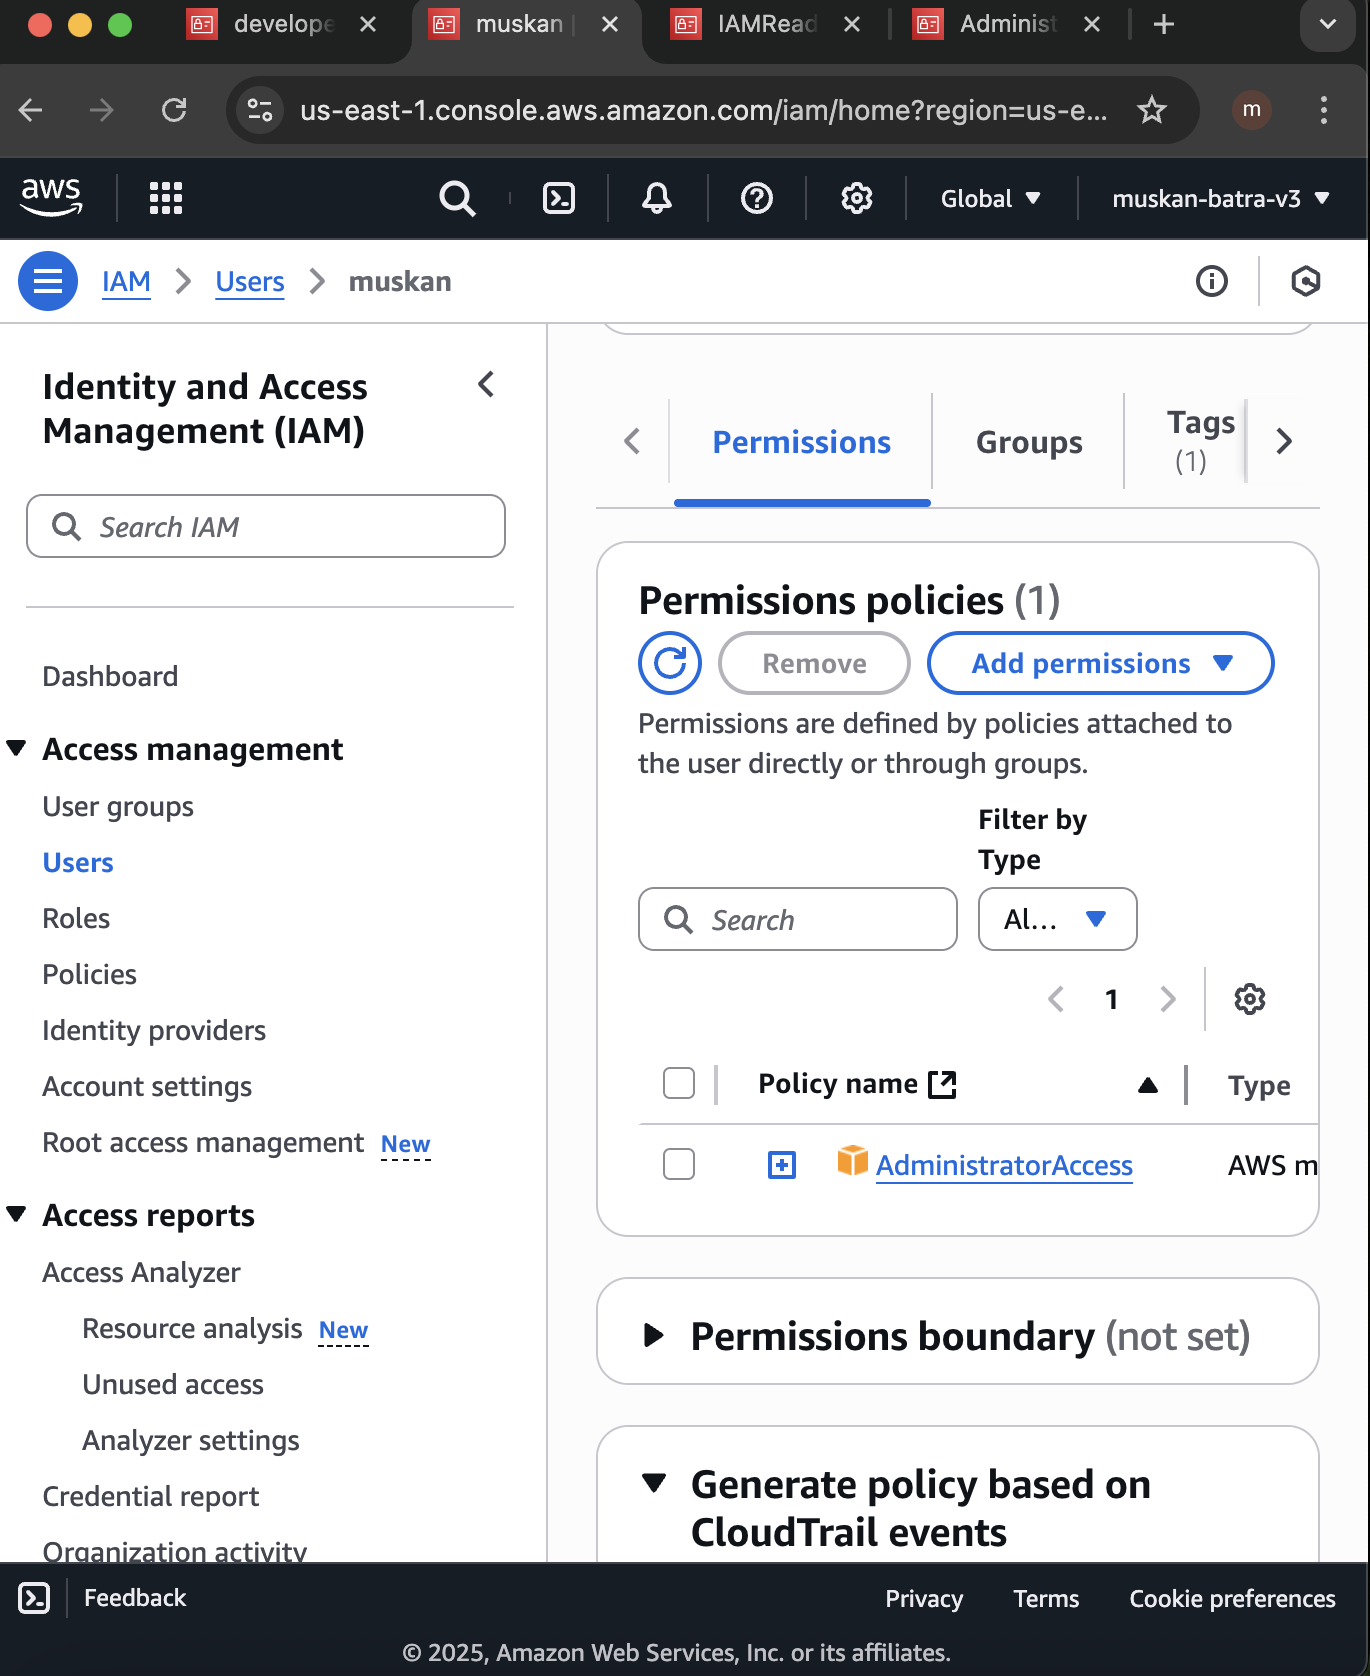 develope
muskan
IAMRead
Administ
us-east-1.console.aws.amazon.com/iam/home?region=us-e...
m
aws
Global
muskan-batra-v3
IAM
Users
muskan
Identity and Access
Management (IAM)
Search IAM
Dashboard
Access management
User groups
Users
Roles
Policies
Identity providers
Account settings
Root access management New
Access reports
Access Analyzer
Resource analysis New
Unused access
Analyzer settings
Credential report
Organization activity
Permissions
Groups
Tags
(1)
Permissions policies (1)
Remove
Add permissions
Permissions are defined by policies attached to
the user directly or through groups.
Filter by
Type
Search
Al...
1
Policy name
Type
AdministratorAccess
AWS m
Permissions boundary (not set)
Generate policy based on
CloudTrail events
Feedback
Privacy
Terms
Cookie preferences
© 2025, Amazon Web Services, Inc. or its affiliates.